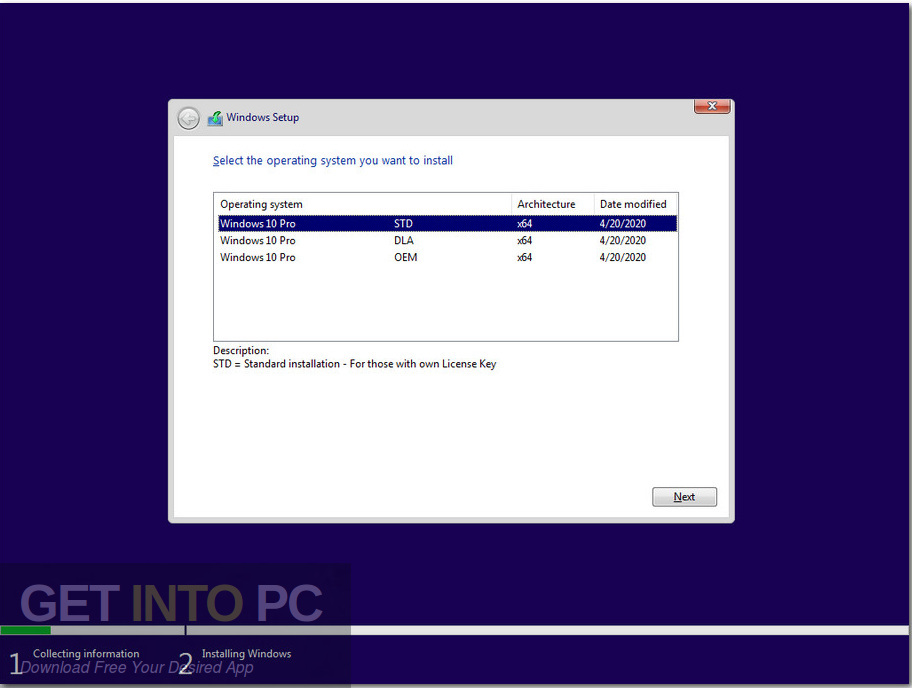 Windows Setup
Select the operating system you want to install
Operating system Architecture Date modified
Windows 10 Pro STD x64 4/20/2020
Windows 10 Pro DLA x64 4/20/2020
Windows 10 Pro OEM x64 4/20/2020
Description:
STD = Standard installation - For those with own License Key
Next
GET INTO PC
1 Collecting information 2 Installing Windows
Download Free Your Desired App